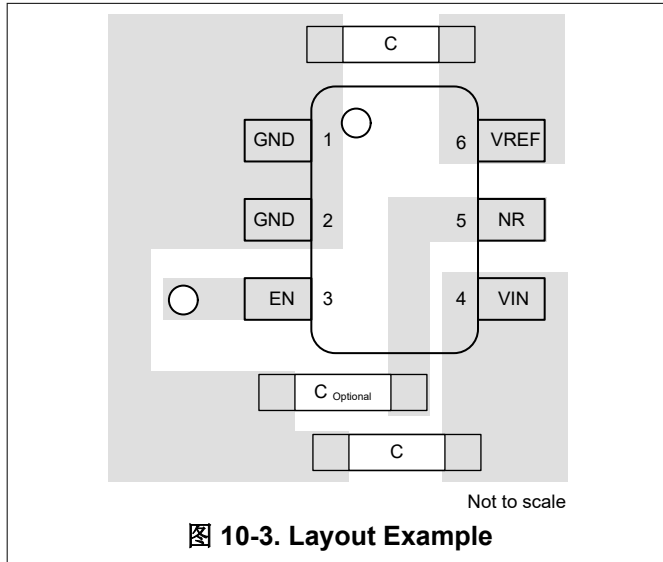 C
GND 1 6 VREF
GND 2 5 NR
EN 3 4 VIN
C Optional
C
Not to scale
图 10-3. Layout Example